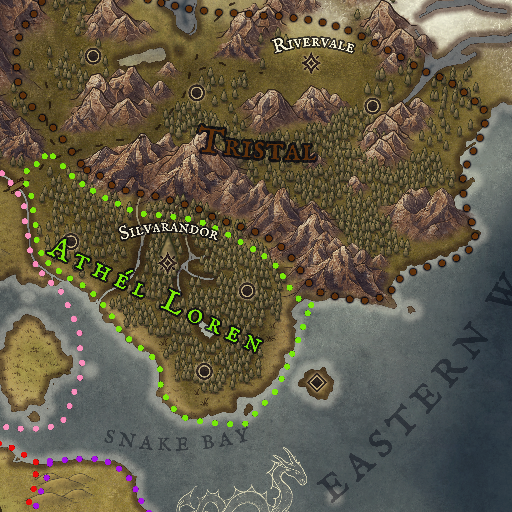 Rivervale
Tristal
Silvarandor
Athél Loren
Snake Bay
Eastern W